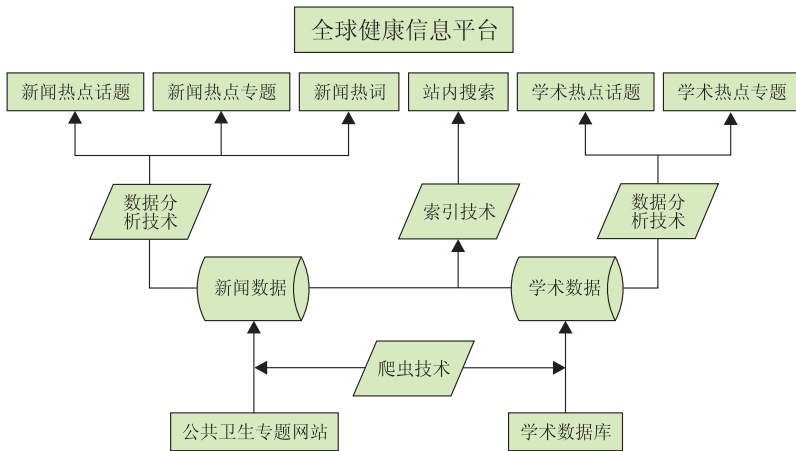 全球健康信息平台
新闻热点话题
新闻热点专题
新闻热词
站内搜索
学术热点话题
学术热点专题
数据分
析技术
索引技术
数据分
析技术
新闻数据
学术数据
爬虫技术
公共卫生专题网站
学术数据库